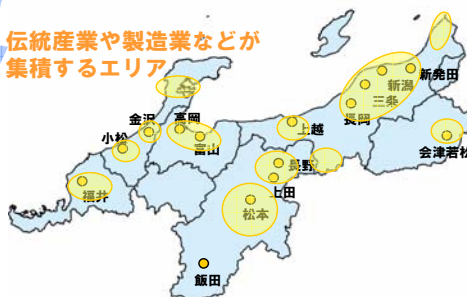 伝統産業や製造業などが
集積するエリア
新発田
新潟
三条
長岡
金沢
高岡
上越
小松
富山
会津若松
長野
上田
福井
松本
飯田